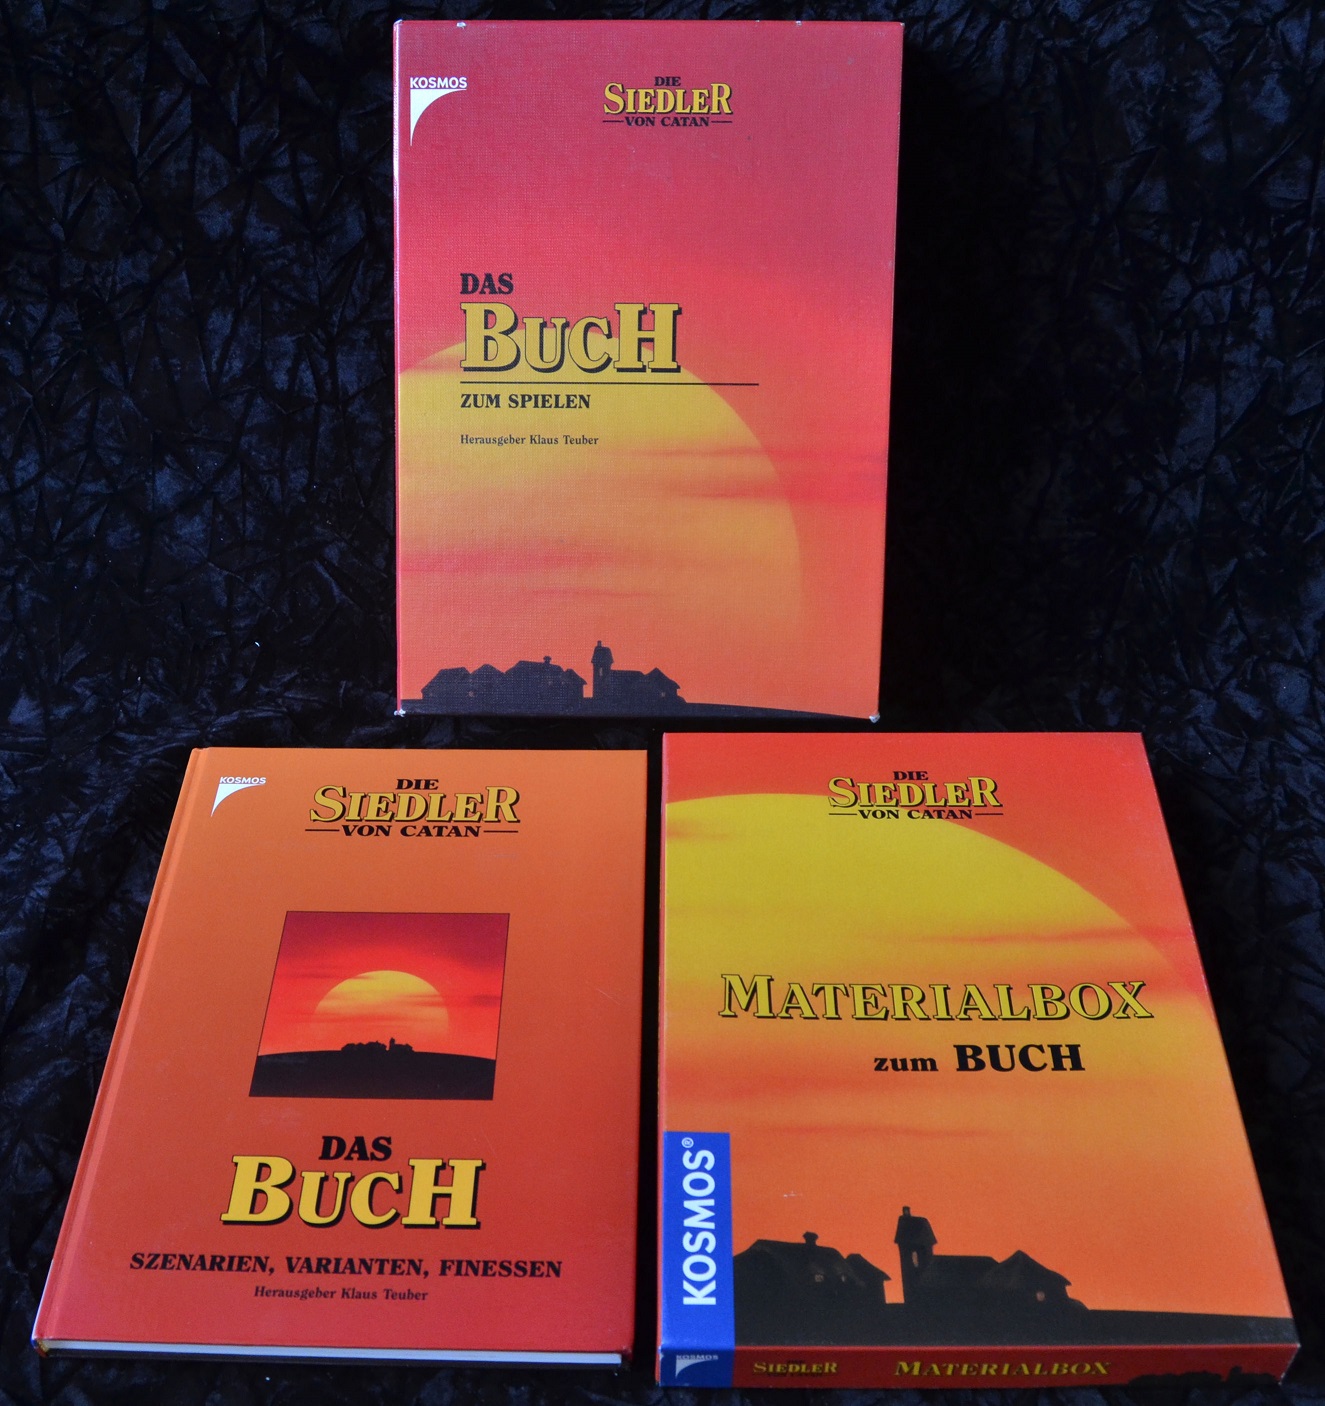 KOSMOS
DIE
SIEDLER
VON CATAN
DAS
BUCH
ZUM SPIELEN
Herausgeber Klaus Teuber
KOSMOS
DIE
SIEDLER
VON CATAN
DAS
BUCH
SZENARIEN, VARIANTEN, FINESSEN
Herausgeber Klaus Teuber
DIE
SIEDLER
VON CATAN
MATERIALBOX
zum BUCH
KOSMOS®
KOSMOS
SIEDLER
MATERIALBOX